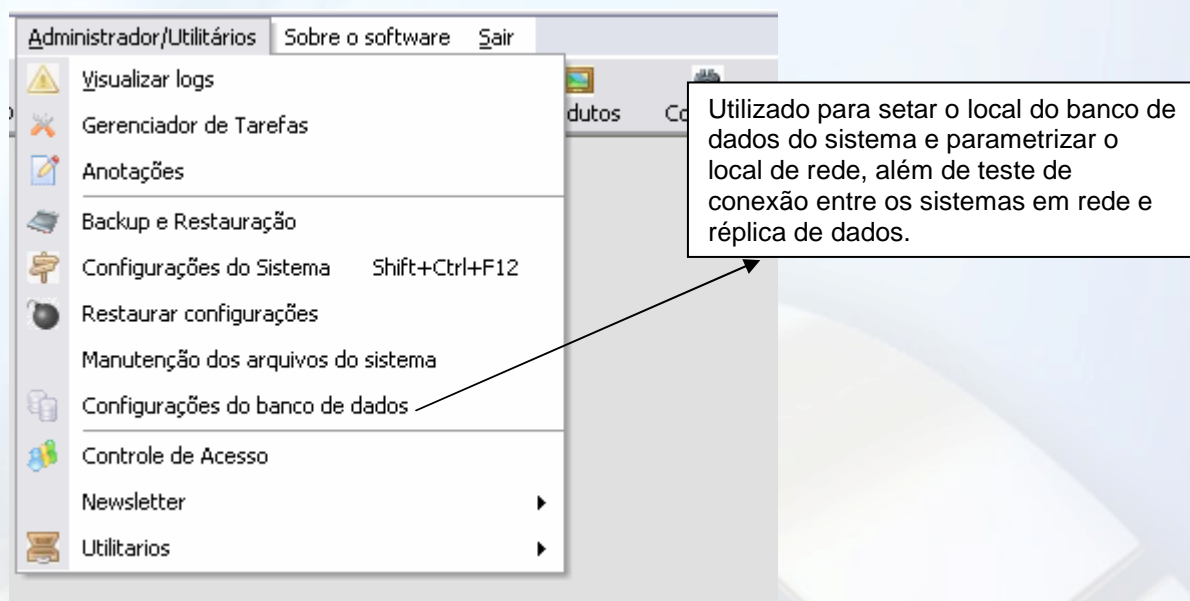 Administrador/Utilitários Sobre o software Sair
Visualizar logs
Gerenciador de Tarefas
Anotações
Backup e Restauração
Configurações do Sistema Shift+Ctrl+F12
Restaurar configurações
Manutenção dos arquivos do sistema
Configurações do banco de dados
Controle de Acesso
Newsletter
Utilitarios
dutos
Utilizado para setar o local do banco de
dados do sistema e parametrizar o
local de rede, além de teste de
conexão entre os sistemas em rede e
réplica de dados.